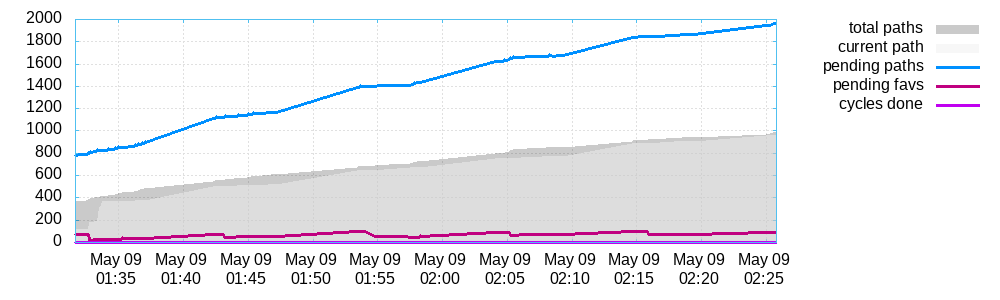 2000
1800
1600
1400
1200
1000
800
600
400
200
0
May 09 May 09 May 09 May 09 May 09 May 09 May 09 May 09 May 09 May 09 May 09
01:35 01:40 01:45 01:50 01:55 02:00 02:05 02:10 02:15 02:20 02:25
total paths
current path
pending paths
pending favs
cycles done